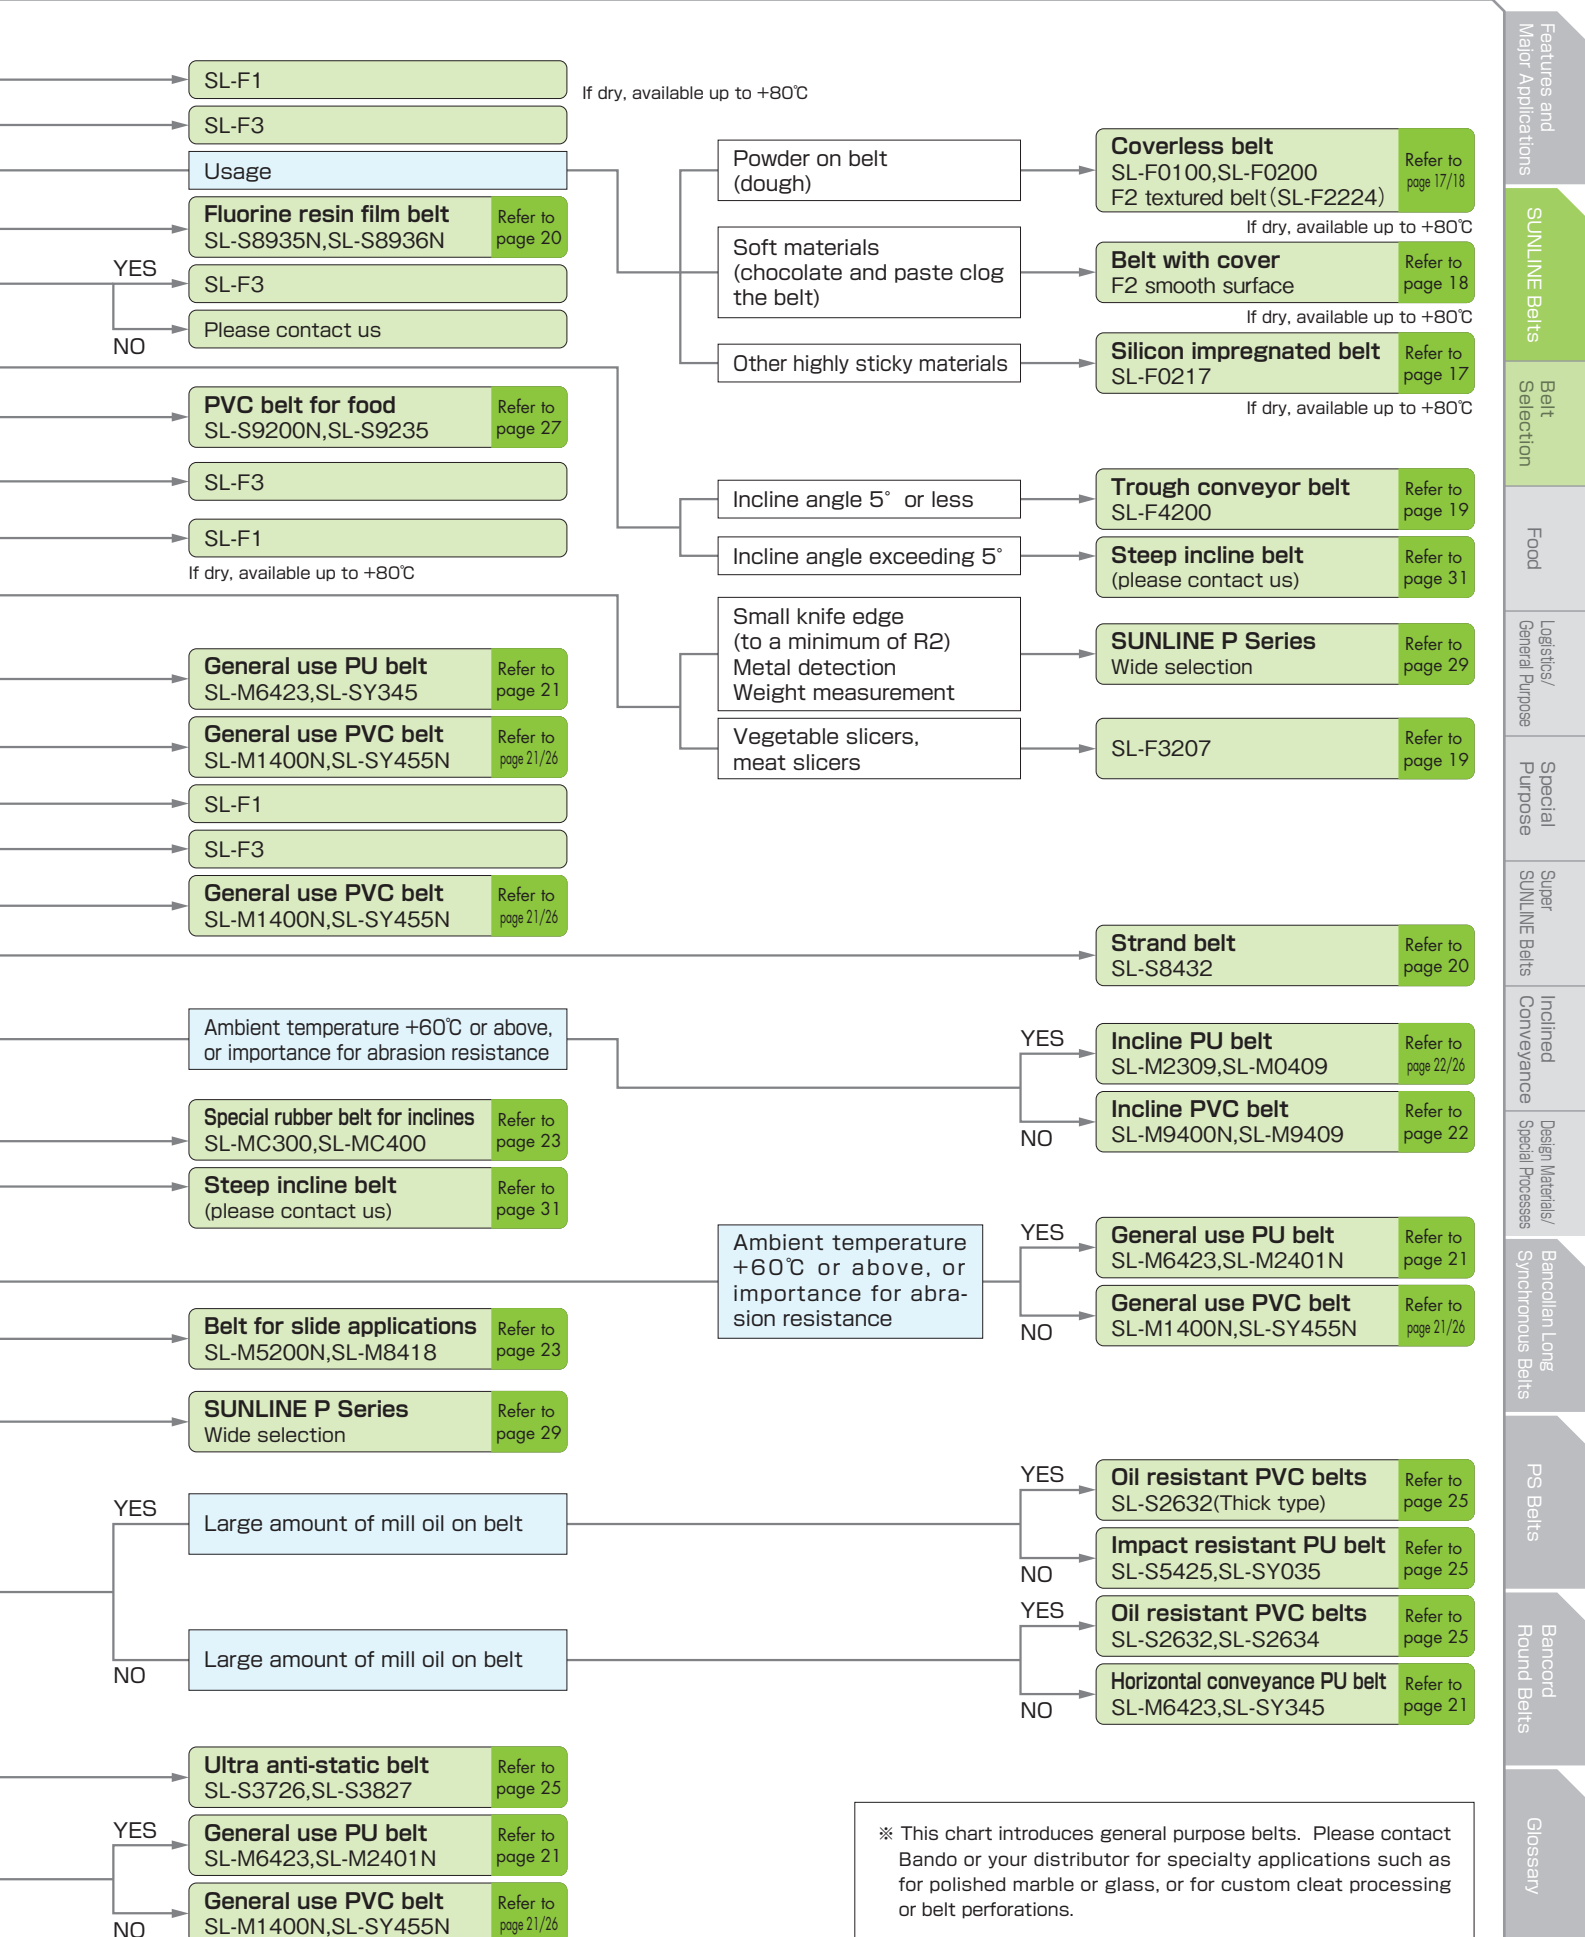 SL-F1
If dry, available up to +80℃
SL-F3
Usage
Fluorine resin film belt
SL-S8935N,SL-S8936N
Refer to
page 20
YES
SL-F3
Please contact us
NO
PVC belt for food
SL-S9200N,SL-S9235
Refer to
page 27
SL-F3
SL-F1
If dry, available up to +80℃
General use PU belt
SL-M6423,SL-SY345
Refer to
page 21
General use PVC belt
SL-M1400N,SL-SY455N
Refer to
page 21/26
SL-F1
SL-F3
General use PVC belt
SL-M1400N,SL-SY455N
Refer to
page 21/26
Powder on belt
(dough)
Coverless belt
SL-F0100,SL-F0200
F2 textured belt(SL-F2224)
Refer to
page 17/18
If dry, available up to +80℃
Soft materials
(chocolate and paste clog
the belt)
Belt with cover
F2 smooth surface
Refer to
page 18
If dry, available up to +80℃
Other highly sticky materials
Silicon impregnated belt
SL-F0217
Refer to
page 17
If dry, available up to +80℃
Incline angle 5° or less
Trough conveyor belt
SL-F4200
Refer to
page 19
Incline angle exceeding 5°
Steep incline belt
(please contact us)
Refer to
page 31
Small knife edge
(to a minimum of R2)
Metal detection
Weight measurement
SUNLINE P Series
Wide selection
Refer to
page 29
Vegetable slicers,
meat slicers
SL-F3207
Refer to
page 19
Strand belt
SL-S8432
Refer to
page 20
Ambient temperature +60℃ or above,
or importance for abrasion resistance
YES
Incline PU belt
SL-M2309,SL-M0409
Refer to
page 22/26
Incline PVC belt
SL-M9400N,SL-M9409
Refer to
page 22
NO
Special rubber belt for inclines
SL-MC300,SL-MC400
Refer to
page 23
Steep incline belt
(please contact us)
Refer to
page 31
Ambient temperature
+60℃ or above, or
importance for abra-
sion resistance
YES
General use PU belt
SL-M6423,SL-M2401N
Refer to
page 21
General use PVC belt
SL-M1400N,SL-SY455N
Refer to
page 21/26
NO
Belt for slide applications
SL-M5200N,SL-M8418
Refer to
page 23
SUNLINE P Series
Wide selection
Refer to
page 29
YES
Large amount of mill oil on belt
YES
Oil resistant PVC belts
SL-S2632(Thick type)
Refer to
page 25
Impact resistant PU belt
SL-S5425,SL-SY035
Refer to
page 25
NO
YES
Large amount of mill oil on belt
NO
Oil resistant PVC belts
SL-S2632,SL-S2634
Refer to
page 25
Horizontal conveyance PU belt
SL-M6423,SL-SY345
Refer to
page 21
NO
Ultra anti-static belt
SL-S3726,SL-S3827
Refer to
page 25
YES
General use PU belt
SL-M6423,SL-M2401N
Refer to
page 21
General use PVC belt
SL-M1400N,SL-SY455N
Refer to
page 21/26
NO
※ This chart introduces general purpose belts. Please contact
Bando or your distributor for specialty applications such as
for polished marble or glass, or for custom cleat processing
or belt perforations.
Features and
Major Applications
SUNLINE Belts
Belt
Selection
Food
Logistics/
General Purpose
Special
Purpose
Super
SUNLINE Belts
Inclined
Conveyance
Design Materials/
Special Processes
Bancollan Long
Synchronous Belts
PS Belts
Bancord
Round Belts
Glossary